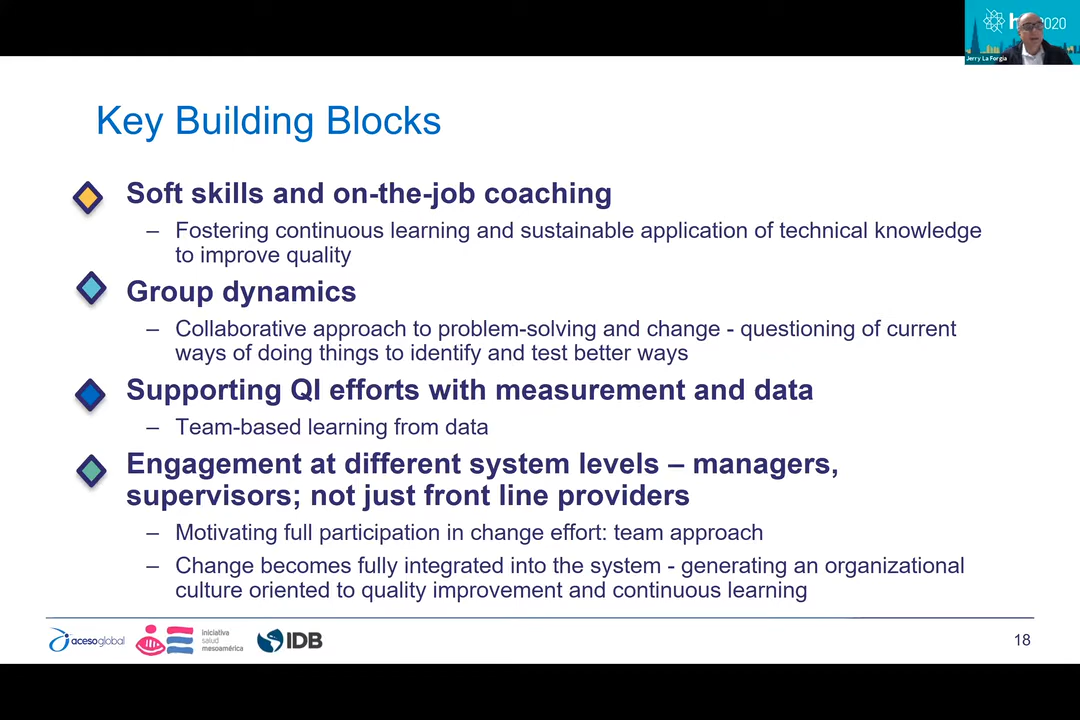 h 2020
Jerry La Forgia
Key Building Blocks
Soft skills and on-the-job coaching
– Fostering continuous learning and sustainable application of technical knowledge
to improve quality
Group dynamics
– Collaborative approach to problem-solving and change - questioning of current
ways of doing things to identify and test better ways
Supporting QI efforts with measurement and data
– Team-based learning from data
Engagement at different system levels – managers,
supervisors; not just front line providers
– Motivating full participation in change effort: team approach
– Change becomes fully integrated into the system - generating an organizational
culture oriented to quality improvement and continuous learning
acesoglobal
iniciativa
salud
mesoamérica
IDB
18